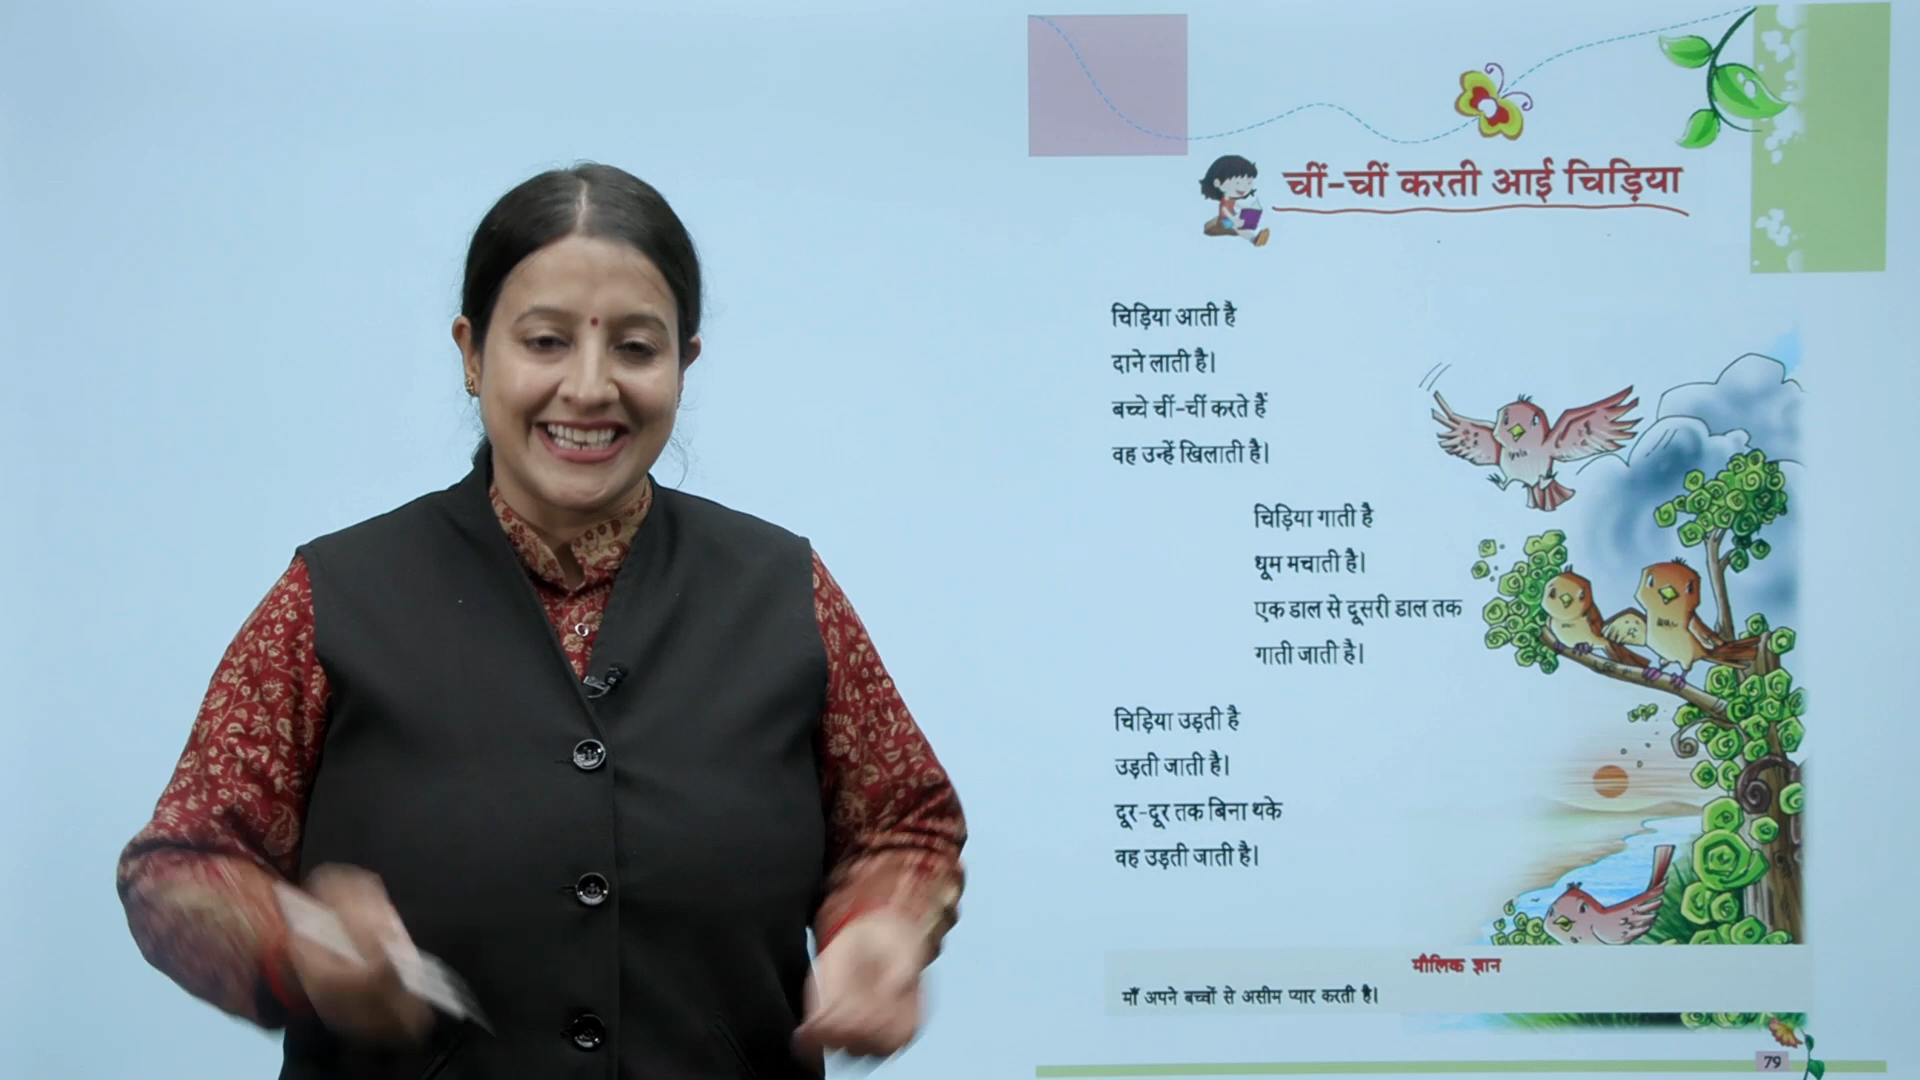 चीं-चीं करती आई चिड़िया
चिड़िया आती है
दाने लाती है।
बच्चे चीं-चीं करते हैं
वह उन्हें खिलाती है।
चिड़िया गाती है
धूम मचाती है।
एक डाल से दूसरी डाल तक
गाती जाती है।
चिड़िया उड़ती है
उड़ती जाती है।
दूर-दूर तक बिना थके
वह उड़ती जाती है।
मौलिक ज्ञान
माँ अपने बच्चों से असीम प्यार करती है।
79